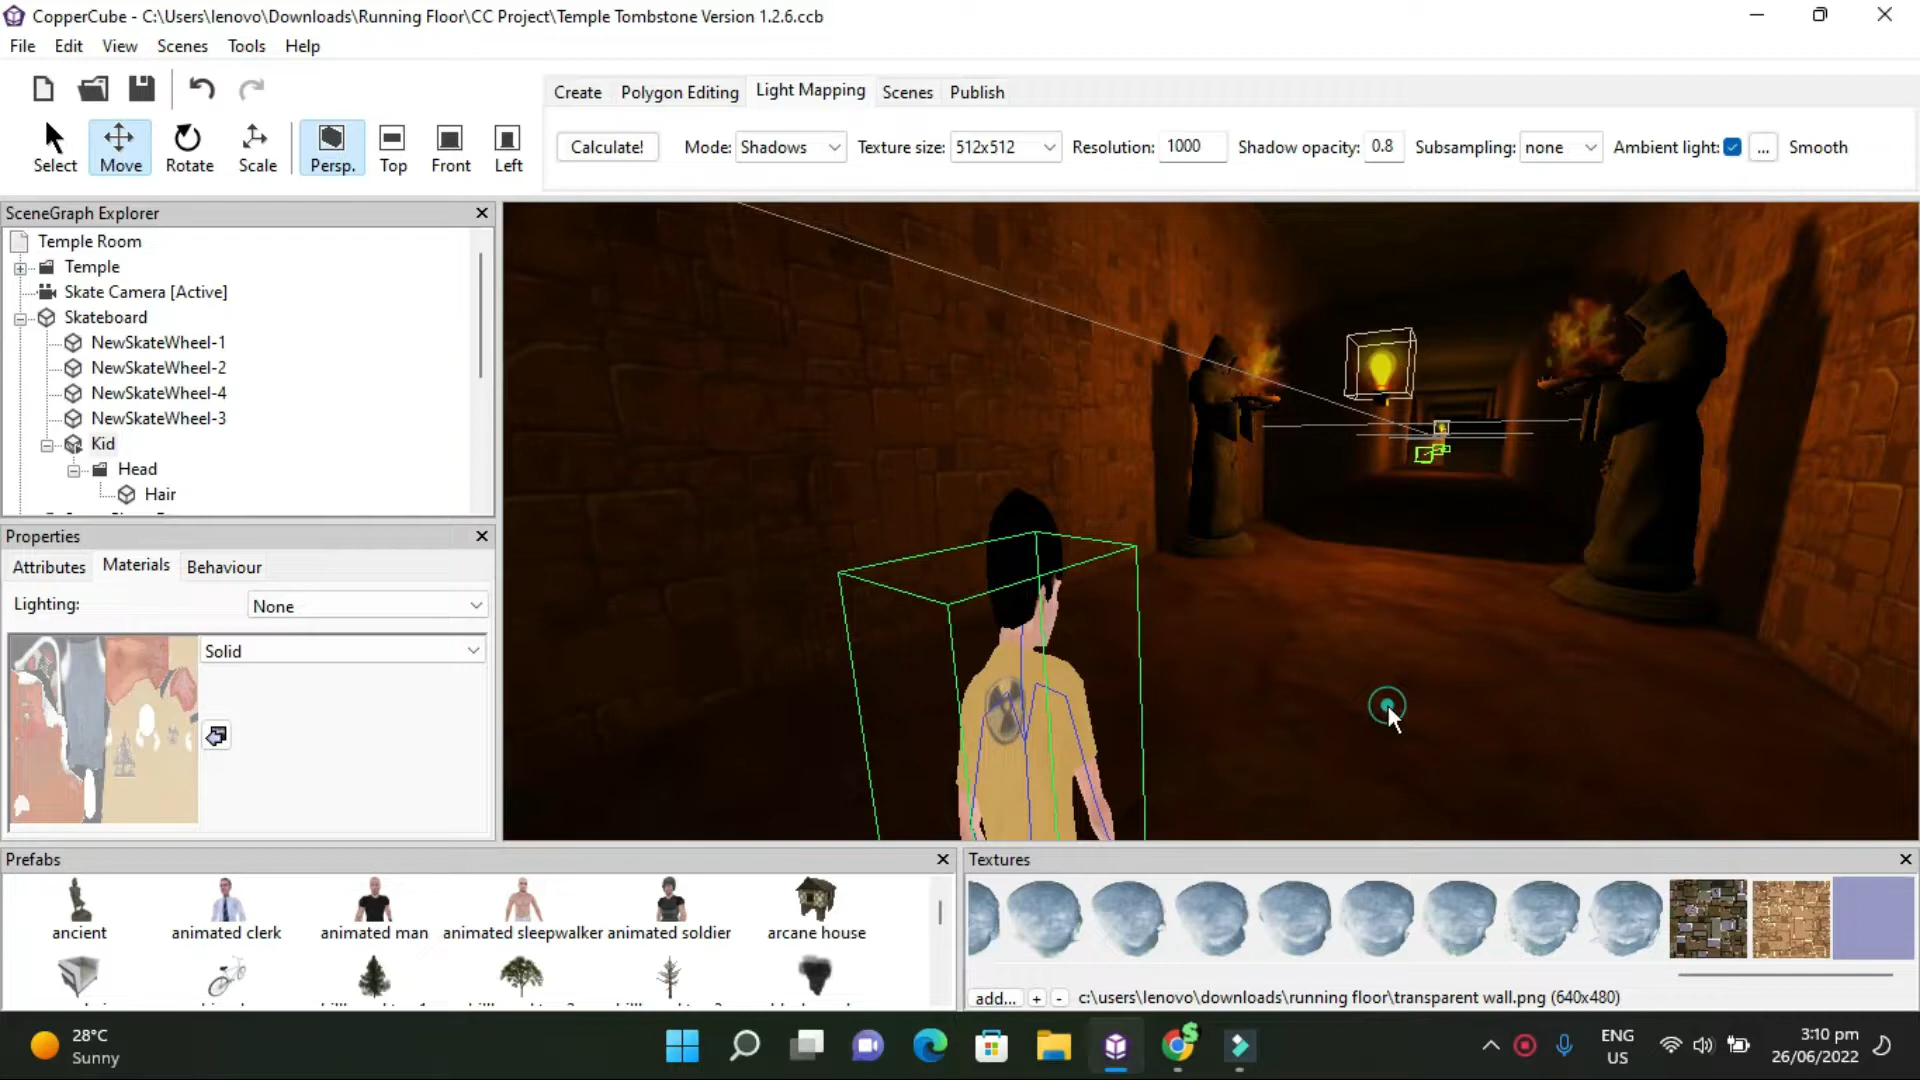 CopperCube - C:\Users\lenovo\Downloads\Running Floor\CC Project\Temple Tombstone Version 1.2.6.ccb
File Edit View Scenes Tools Help
Create Polygon Editing Light Mapping Scenes Publish
Select Move Rotate Scale Persp. Top Front Left
Calculate! Mode: Shadows Texture size: 512x512 Resolution: 1000 Shadow opacity: 0.8 Subsampling: none Ambient light: ... Smooth
SceneGraph Explorer
Temple Room
Temple
Skate Camera [Active]
Skateboard
NewSkateWheel-1
NewSkateWheel-2
NewSkateWheel-4
NewSkateWheel-3
Kid
Head
Hair
Properties
Attributes Materials Behaviour
Lighting: None
Solid
Prefabs
ancient animated clerk animated man animated sleepwalker animated soldier arcane house
Textures
add... + - c:\users\lenovo\downloads\running floor\transparent wall.png (640x480)
28°C
Sunny
ENG
US
3:10 pm
26/06/2022